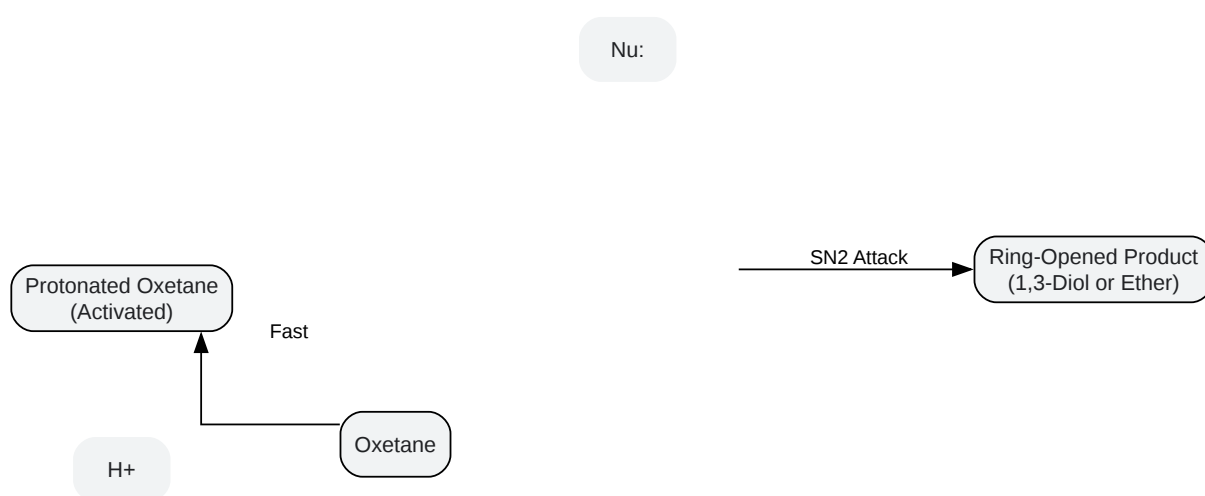 Nu:
SN2 Attack
Ring-Opened Product
(1,3-Diol or Ether)
Protonated Oxetane
(Activated)
Fast
Oxetane
H+